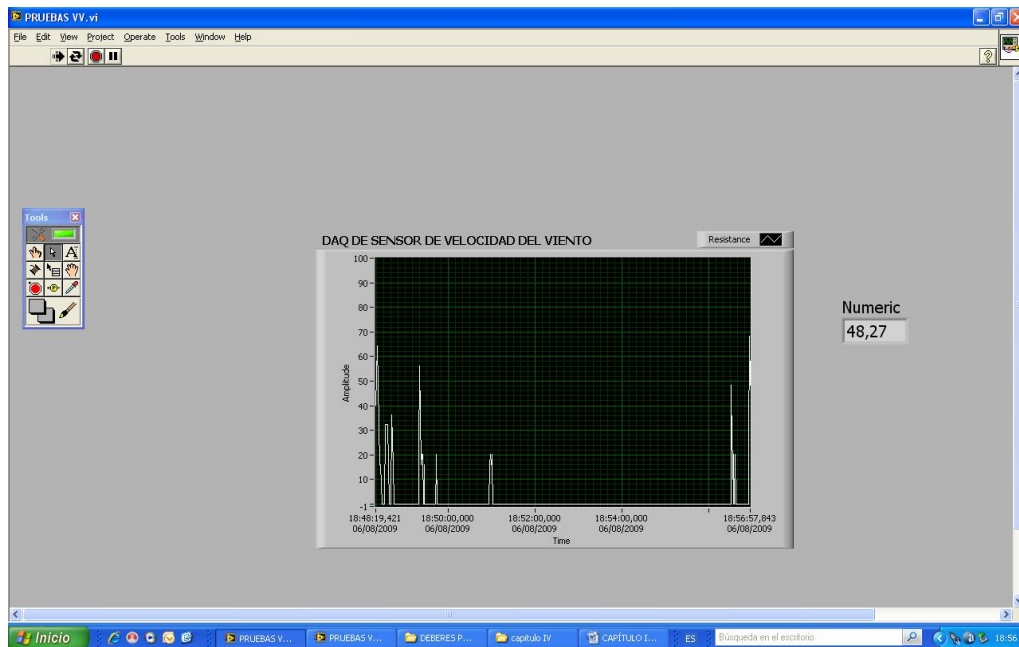 PRUEBAS VV.vi
File Edit View Project Operate Tools Window Help
?
Tools
A
DAQ DE SENSOR DE VELOCIDAD DEL VIENTO
Resistance
100
90
80
70
60
50
40
30
20
10
-1
Amplitude
18:48:19,421 18:50:00,000 18:52:00,000 18:54:00,000 18:56:57,843
06/08/2009 06/08/2009 06/08/2009 06/08/2009 06/08/2009
Time
Numeric
48,27
Inicio PRUEBAS V... PRUEBAS V... DEBERES P... capitulo IV CAPÍTULO I... ES Búsqueda en el escritorio 18:56